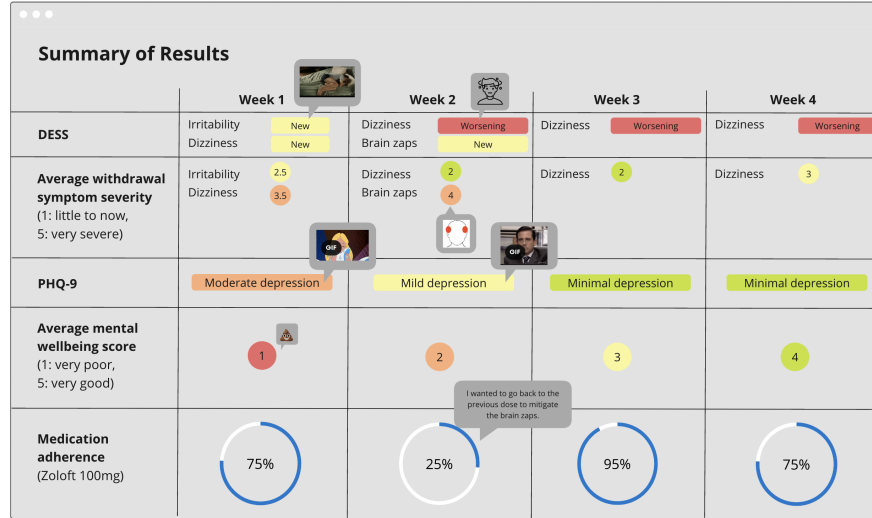 Summary of Results
Week 1
Week 2
Week 3
Week 4
DESS
Irritability
New
Dizziness
New
Dizziness
Worsening
Brain zaps
New
Dizziness
Worsening
Dizziness
Worsening
Average withdrawal
symptom severity
(1: little to now,
5: very severe)
Irritability
2.5
Dizziness
3.5
Dizziness
2
Brain zaps
4
Dizziness
2
Dizziness
3
GIF
GIF
PHQ-9
Moderate depression
Mild depression
Minimal depression
Minimal depression
Average mental
wellbeing score
(1: very poor,
5: very good)
1
2
3
4
I wanted to go back to the
previous dose to mitigate
the brain zaps.
Medication
adherence
(Zoloft 100mg)
75%
25%
95%
75%